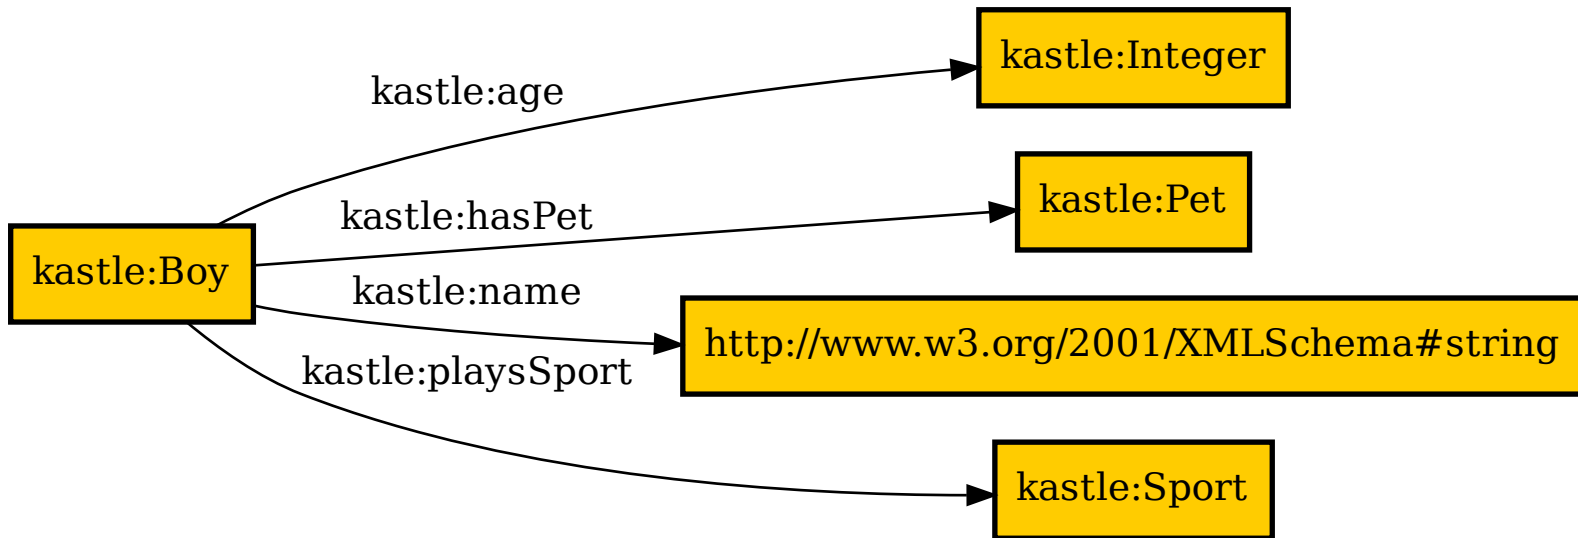 kastle:Integer
kastle:age
kastle:Pet
kastle:hasPet
kastle:Boy
kastle:name
http://www.w3.org/2001/XMLSchema#string
kastle:playsSport
kastle:Sport